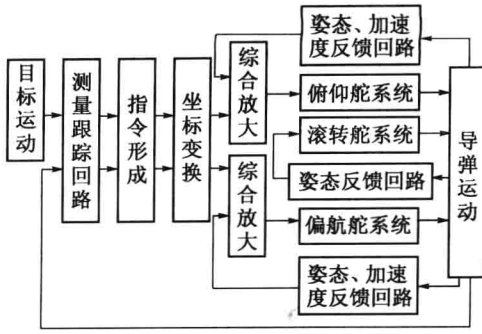 姿态、加速
度反馈回路
目标运动
测量跟踪回路
指令形成
坐标变换
综合放大
俯仰舵系统
滚转舵系统
姿态反馈回路
综合放大
偏航舵系统
导弹运动
姿态、加速
度反馈回路